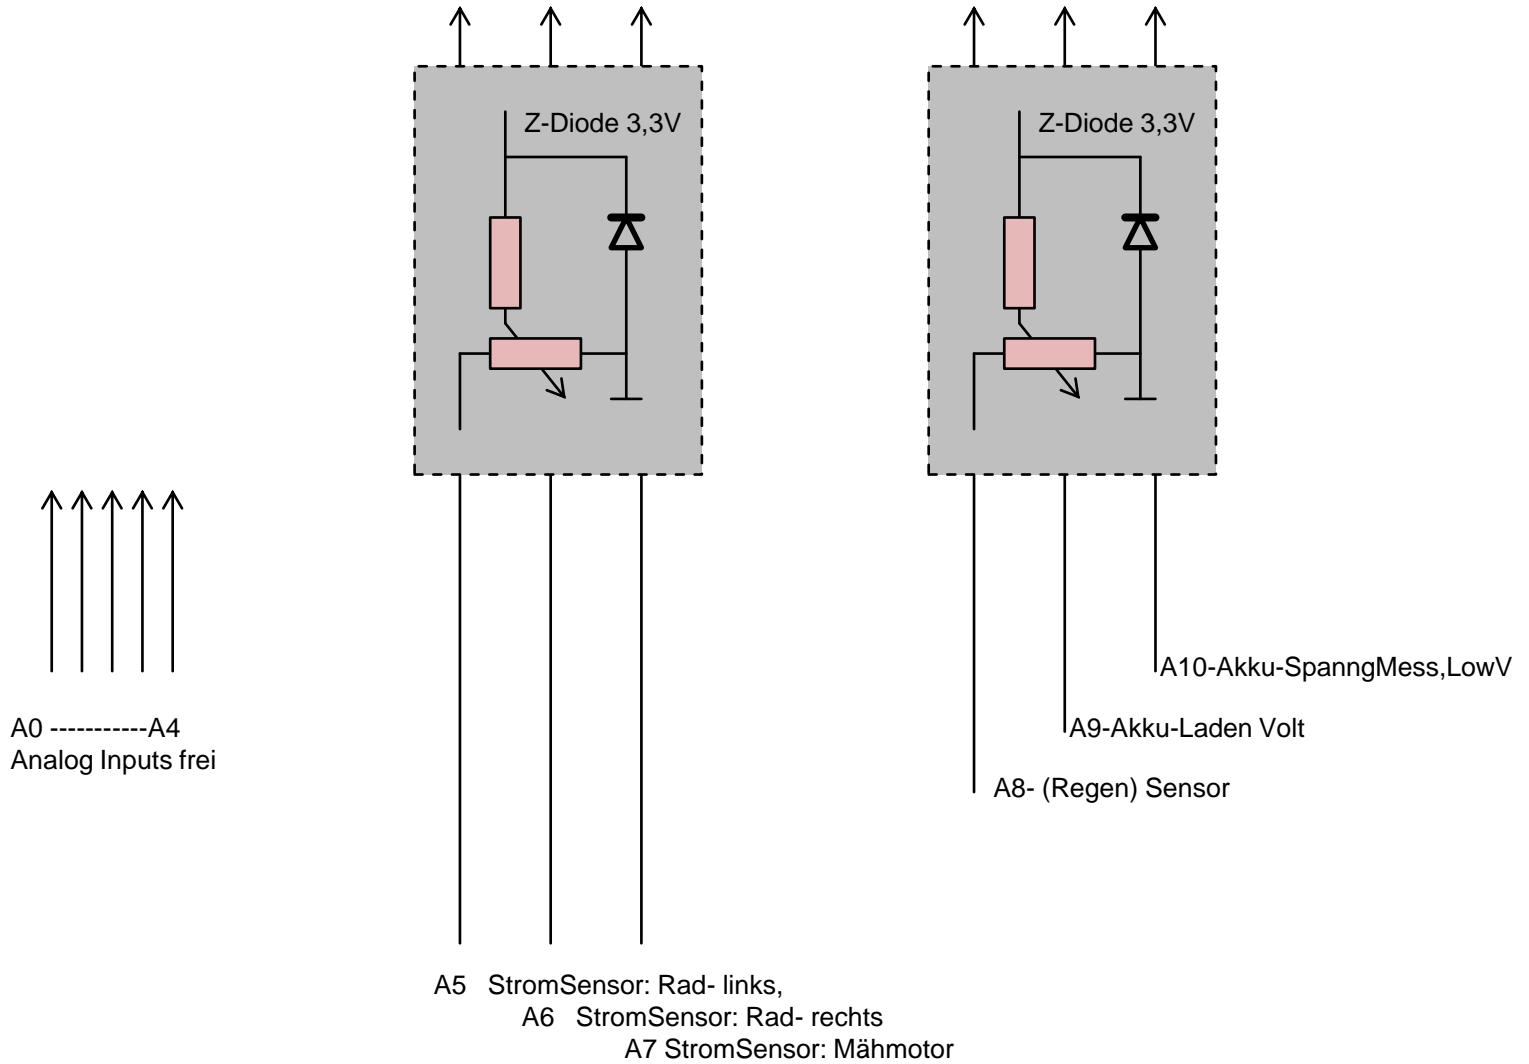 Z-Diode 3,3V
Z-Diode 3,3V
A10-Akku-SpanngMess,LowV
A0 -----------A4
Analog Inputs frei
A9-Akku-Laden Volt
A8- (Regen) Sensor
A5 StromSensor: Rad- links,
A6 StromSensor: Rad- rechts
A7 StromSensor: Mähmotor